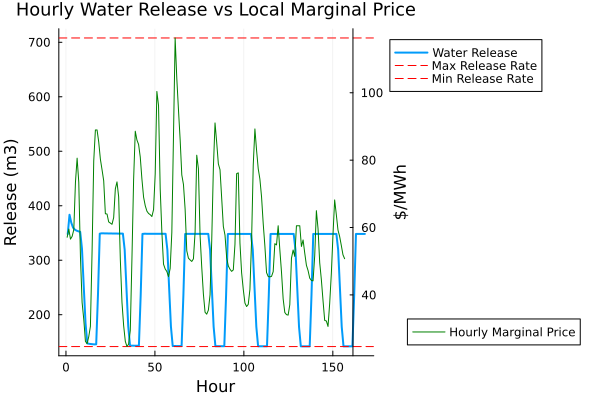 Hourly Water Release vs Local Marginal Price
Release (m3)
700
600
500
400
300
200
0
50
100
150
Hour
100
80
60
40
$/MWh
Water Release
Max Release Rate
Min Release Rate
Hourly Marginal Price